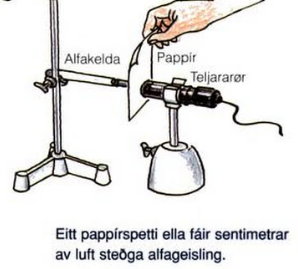 Alfakelda
Pappír
Teljararør
Eitt pappírspetti ella fáir sentimetrar
av luft steðga alfageisling.